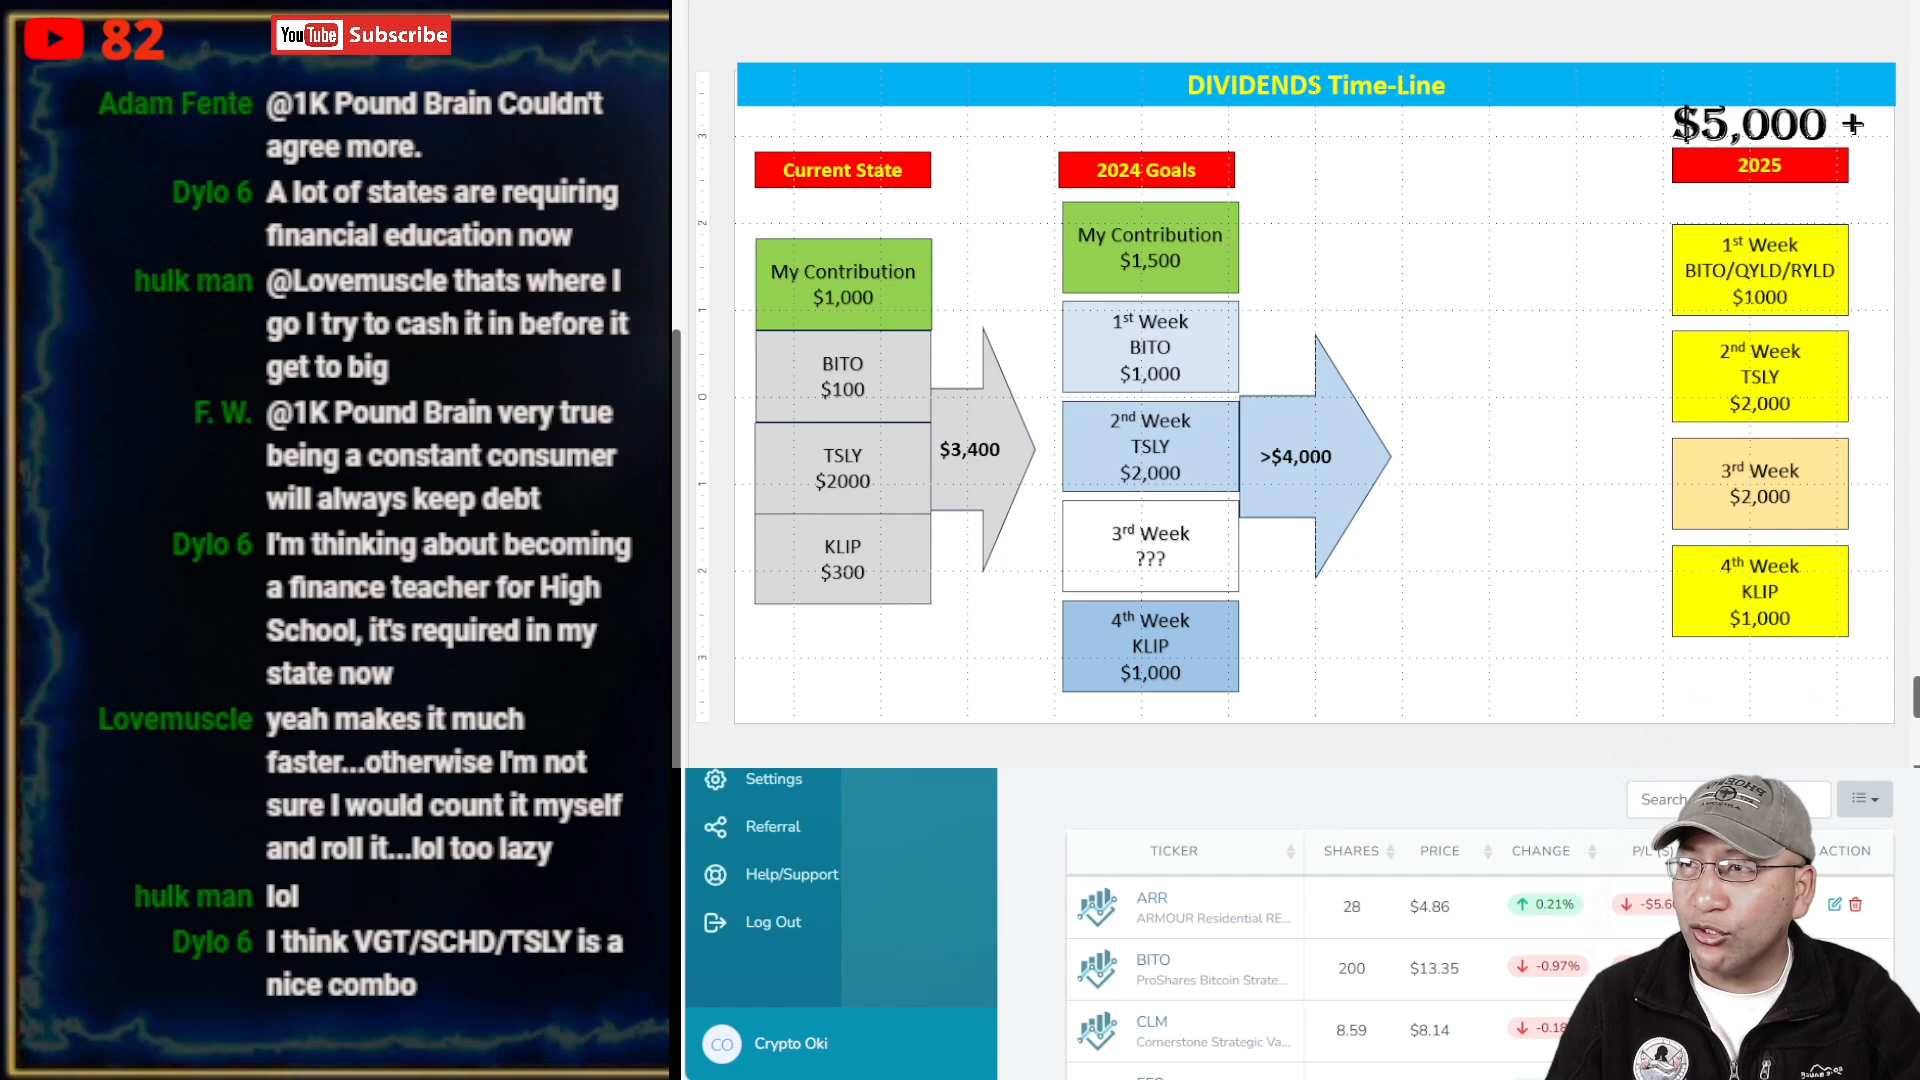 82
YouTube Subscribe
Adam Fente @1K Pound Brain Couldn't
agree more.
Dylo 6 A lot of states are requiring
financial education now
hulk man @Lovemuscle thats where I
go I try to cash it in before it
get to big
F. W. @1K Pound Brain very true
being a constant consumer
will always keep debt
Dylo 6 I'm thinking about becoming
a finance teacher for High
School, it's required in my
state now
Lovemuscle yeah makes it much
faster...otherwise I'm not
sure I would count it myself
and roll it...lol too lazy
hulk man lol
Dylo 6 I think VGT/SCHD/TSLY is a
nice combo
DIVIDENDS Time-Line
Current State
My Contribution
$1,000
BITO
$100
TSLY
$2000
KLIP
$300
$3,400
2024 Goals
My Contribution
$1,500
1st Week
BITO
$1,000
2nd Week
TSLY
$2,000
3rd Week
???
4th Week
KLIP
$1,000
>$4,000
$5,000 +
2025
1st Week
BITO/QYLD/RYLD
$1000
2nd Week
TSLY
$2,000
3rd Week
$2,000
4th Week
KLIP
$1,000
3
2
1
0
1
2
3
Settings
Referral
Help/Support
Log Out
CO Crypto Oki
Search
TICKER SHARES PRICE CHANGE P/L ($) ACTION
ARR 28 $4.86 0.21%
ARMOUR Residential RE...
BITO 200 $13.35 -0.97%
ProShares Bitcoin Strate...
CLM 8.59 $8.14
Cornerstone Strategic Va...